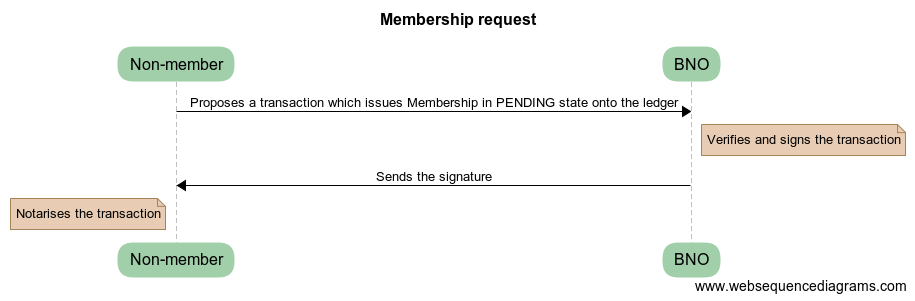 Membership request
Non-member
BNO
Proposes a transaction which issues Membership in PENDING state onto the ledger
Verifies and signs the transaction
Sends the signature
Notarises the transaction
Non-member
BNO
www.websequencediagrams.com